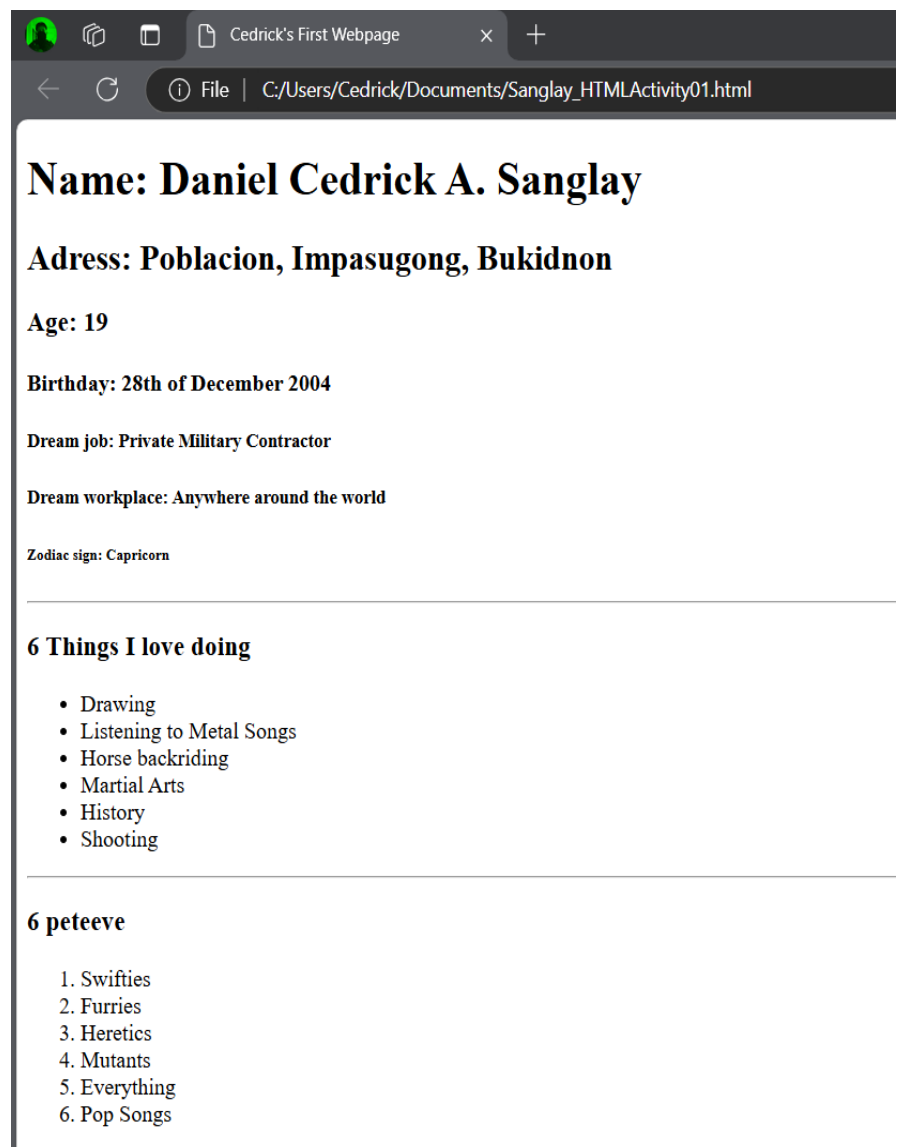 Cedrick's First Webpage
File | C:/Users/Cedrick/Documents/Sanglay_HTMLActivity01.html
Name: Daniel Cedrick A. Sanglay
Adress: Poblacion, Impasugong, Bukidnon
Age: 19
Birthday: 28th of December 2004
Dream job: Private Military Contractor
Dream workplace: Anywhere around the world
Zodiac sign: Capricorn
6 Things I love doing
• Drawing
• Listening to Metal Songs
• Horse backriding
• Martial Arts
• History
• Shooting
6 peteeve
1. Swifties
2. Furries
3. Heretics
4. Mutants
5. Everything
6. Pop Songs